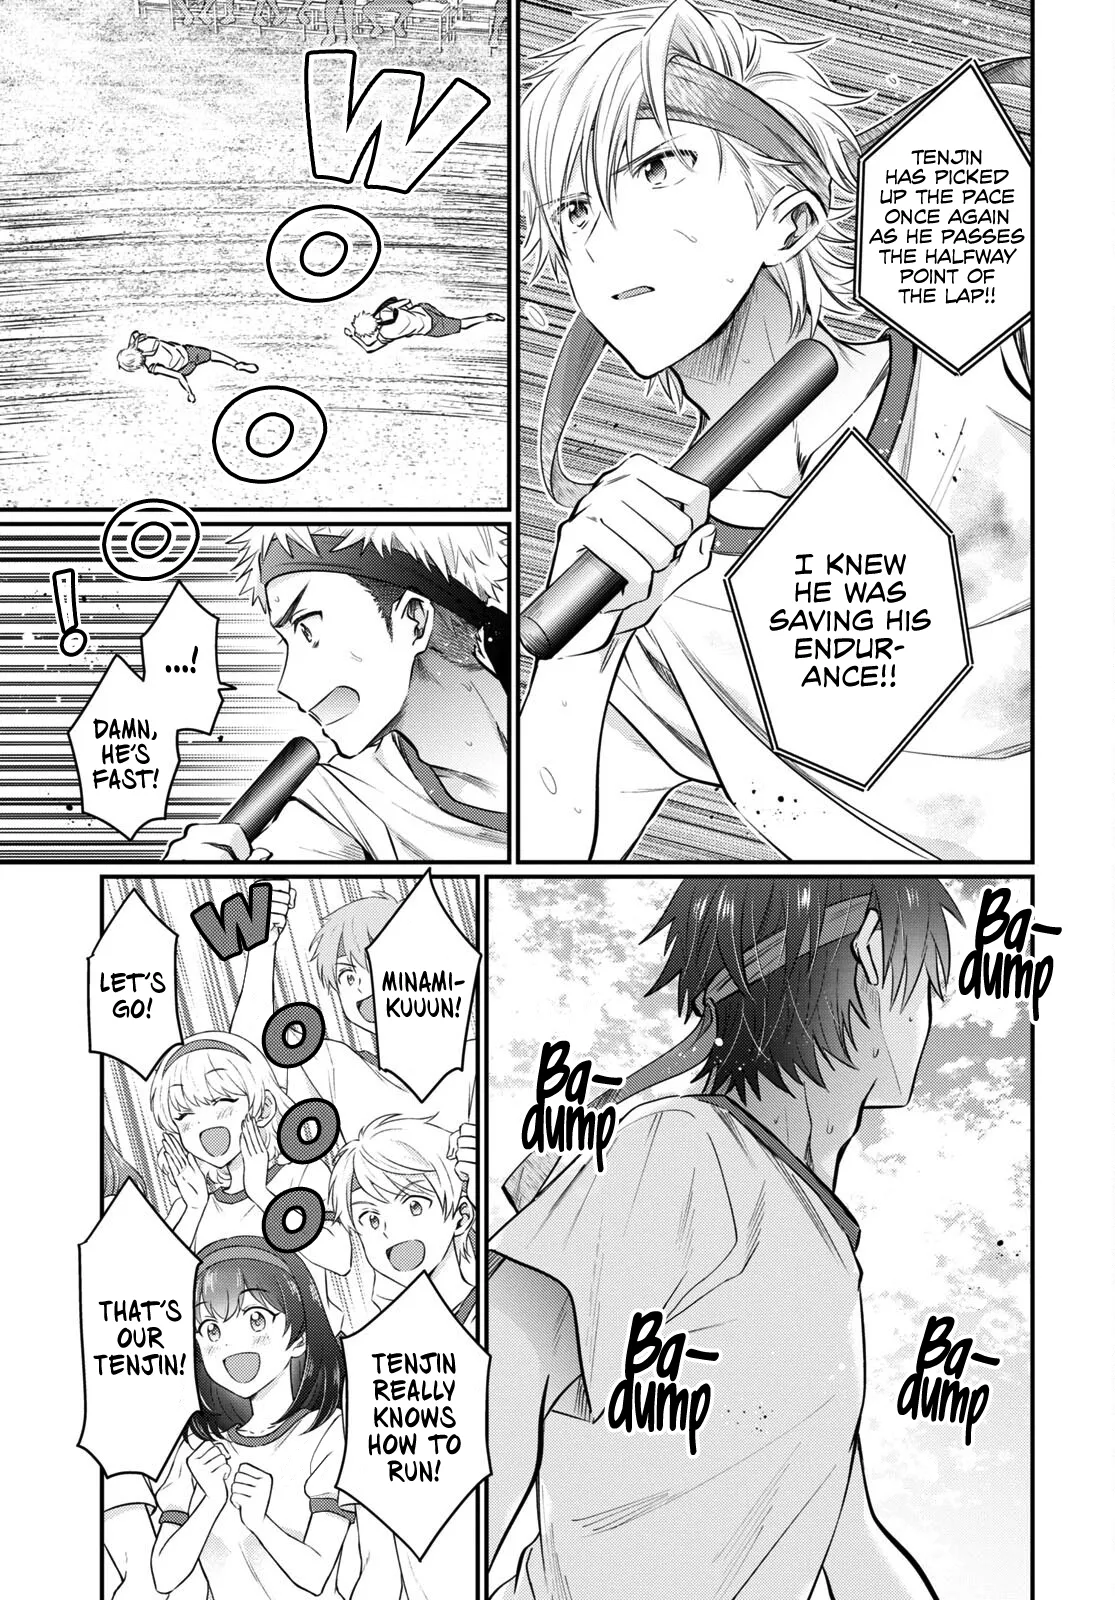 TENJIN
HAS PICKED
UP THE PACE
ONCE AGAIN
AS HE PASSES
THE HALFWAY
POINT OF
THE LAP!!
I KNEW
HE WAS
SAVING HIS
ENDUR-
ANCE!!
WOOO!
...!
DAMN,
HE'S
FAST!
Ba-
dump
Ba-
dump
Ba-
dump
Ba-
dump
MINAMI-
KUUUN!
LET'S
GO!
WOOO
TENJIN
REALLY
KNOWS
HOW TO
RUN!
THAT'S
OUR
TENJIN!